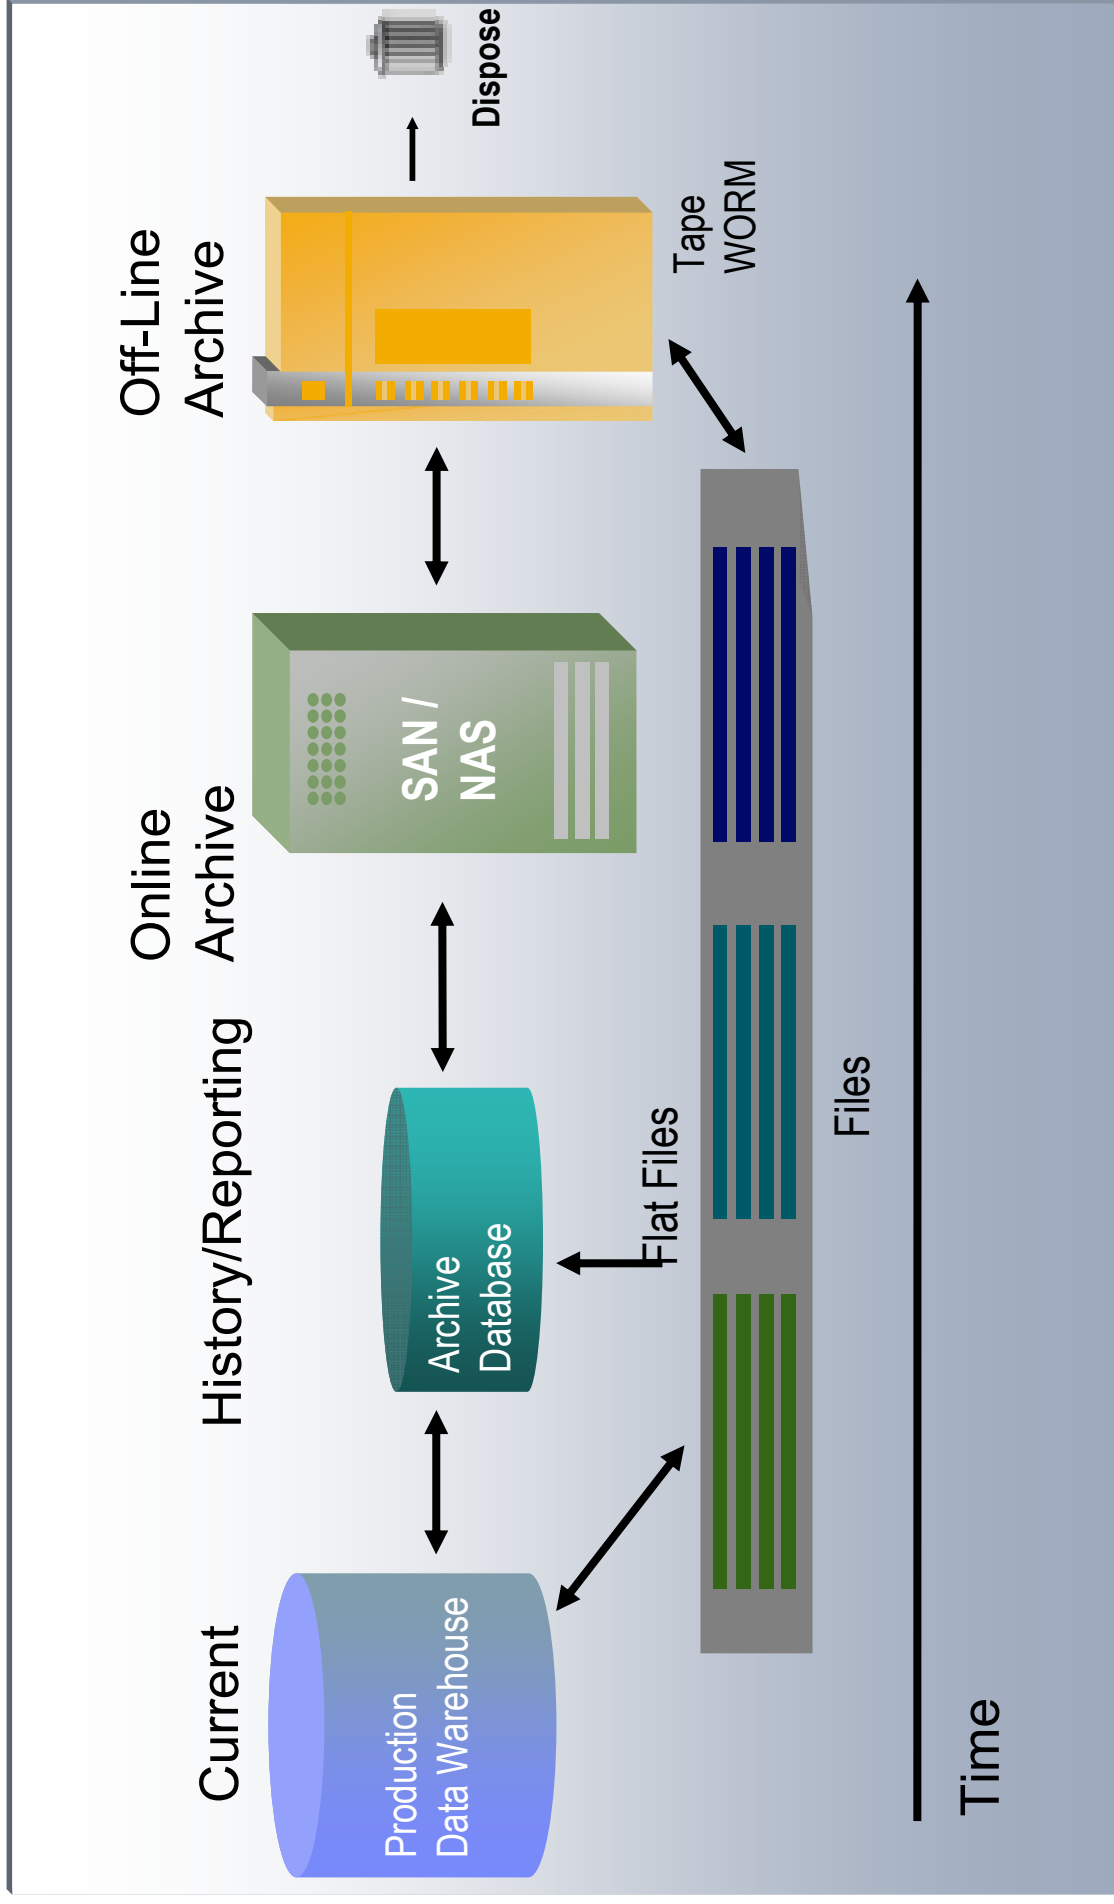 Current
History/Reporting
Online
Archive
Off-Line
Archive
Production
Data Warehouse
Archive
Database
SAN /
NAS
Dispose
Tape
WORM
Flat Files
Files
Time